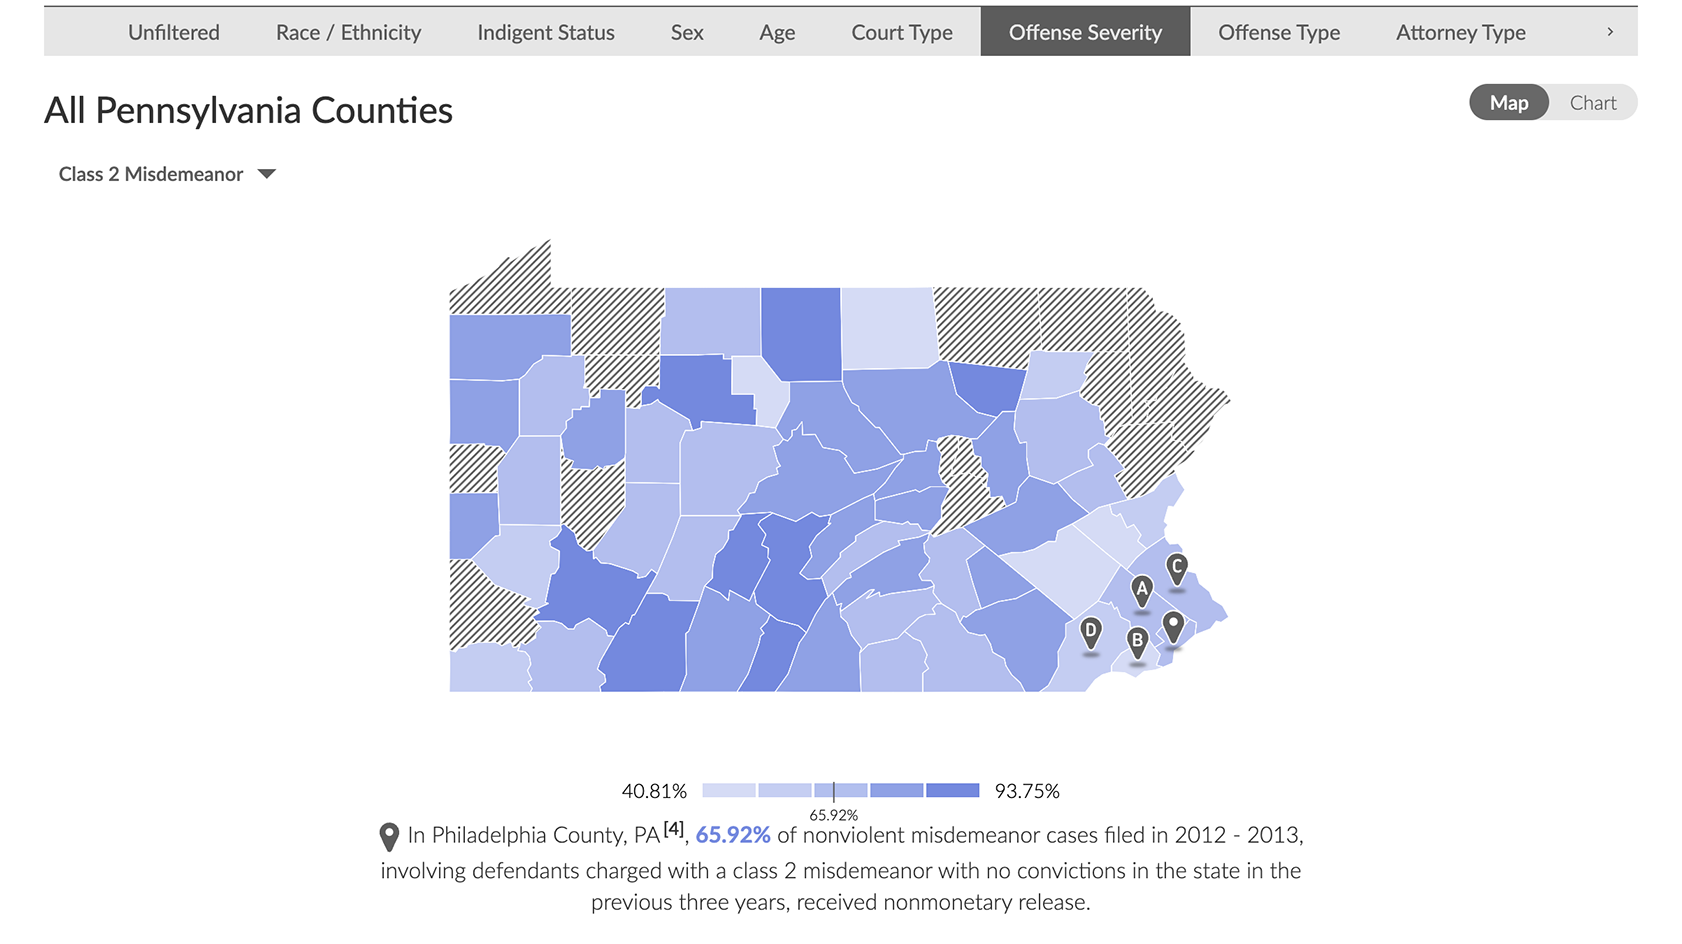 Unfiltered Race / Ethnicity Indigent Status Sex Age Court Type Offense Severity Offense Type Attorney Type ›
All Pennsylvania Counties
Map Chart
Class 2 Misdemeanor
C
A
D
B
40.81% 93.75%
65.92%
In Philadelphia County, PA[4], 65.92% of nonviolent misdemeanor cases filed in 2012 - 2013,
involving defendants charged with a class 2 misdemeanor with no convictions in the state in the
previous three years, received nonmonetary release.